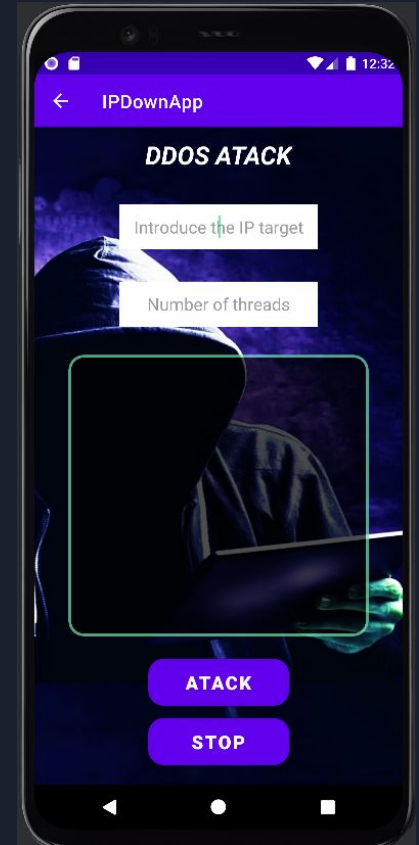 12:32
IPDownApp
DDOS ATACK
Introduce the IP target
Number of threads
ATACK
STOP